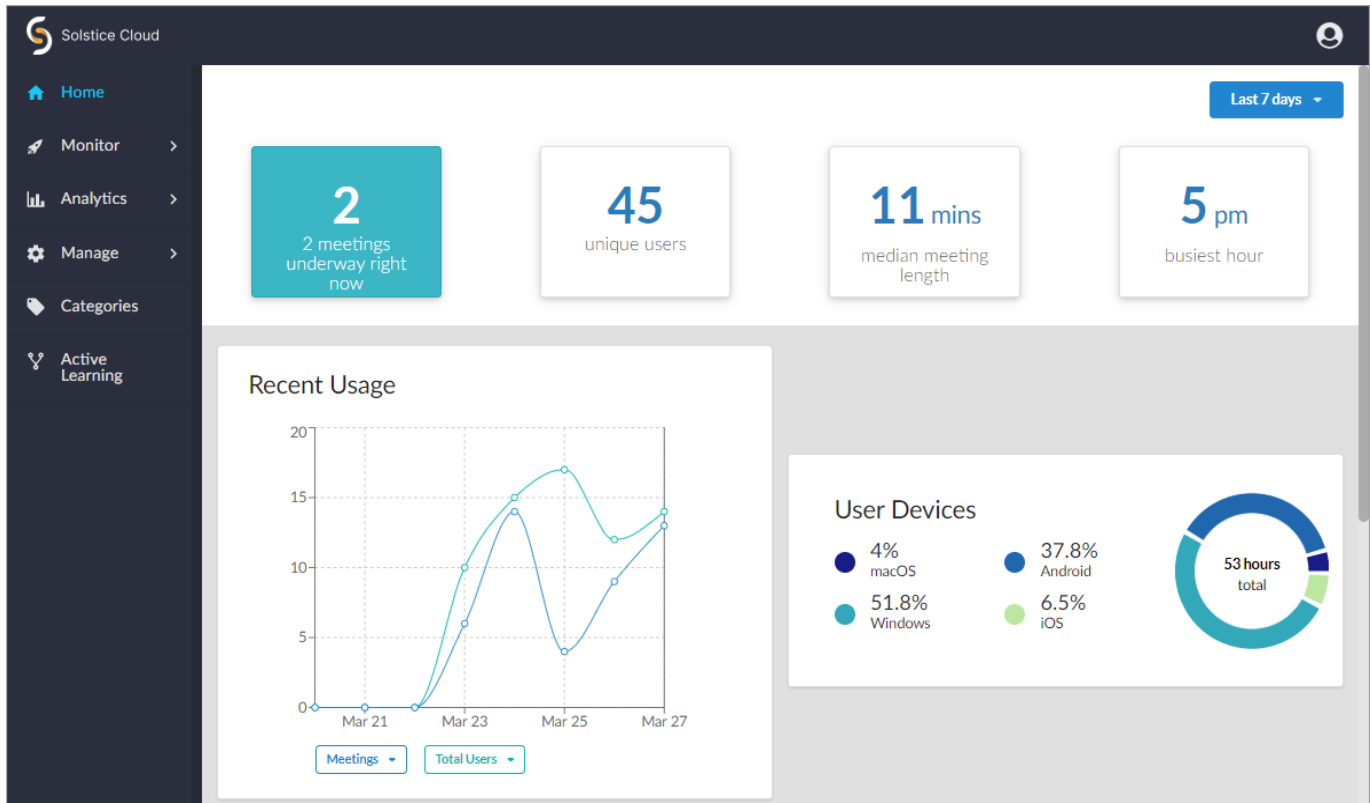 Solstice Cloud
Home
Monitor
Analytics
Manage
Categories
Active
Learning
Last 7 days
2
2 meetings
underway right
now
45
unique users
11 mins
median meeting
length
5 pm
busiest hour
Recent Usage
20
15
10
5
0
Mar 21
Mar 23
Mar 25
Mar 27
Meetings
Total Users
User Devices
4%
macOS
37.8%
Android
51.8%
Windows
6.5%
iOS
53 hours
total